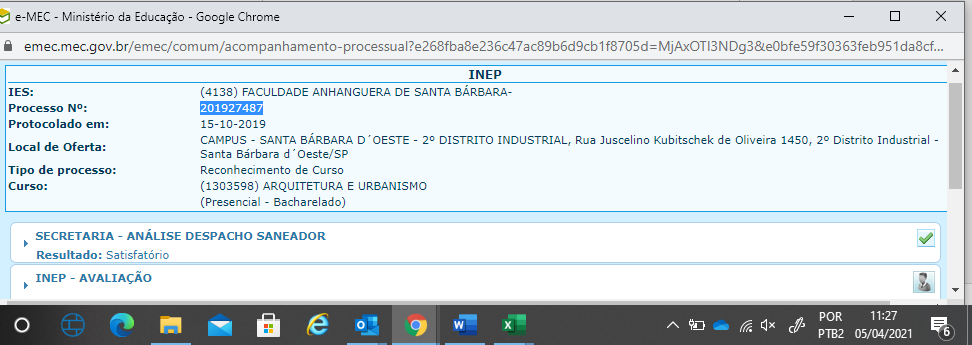 e-MEC - Ministério da Educação - Google Chrome
emec.mec.gov.br/emec/comum/acompanhamento-processual?e268fba8e236c47ac89b6d9cb1f8705d=MjAxOTI3NDg3&e0bfe59f30363feb951da8cf...
INEP
IES: (4138) FACULDADE ANHANGUERA DE SANTA BÁRBARA-
Processo Nº: 201927487
Protocolado em: 15-10-2019
Local de Oferta: CAMPUS - SANTA BÁRBARA D´OESTE - 2º DISTRITO INDUSTRIAL, Rua Juscelino Kubitschek de Oliveira 1450, 2º Distrito Industrial -
Santa Bárbara d´Oeste/SP
Tipo de processo: Reconhecimento de Curso
Curso: (1303598) ARQUITETURA E URBANISMO
(Presencial - Bacharelado)
SECRETARIA - ANÁLISE DESPACHO SANEADOR
Resultado: Satisfatório
INEP - AVALIAÇÃO
POR 11:27
PTB2 05/04/2021
6